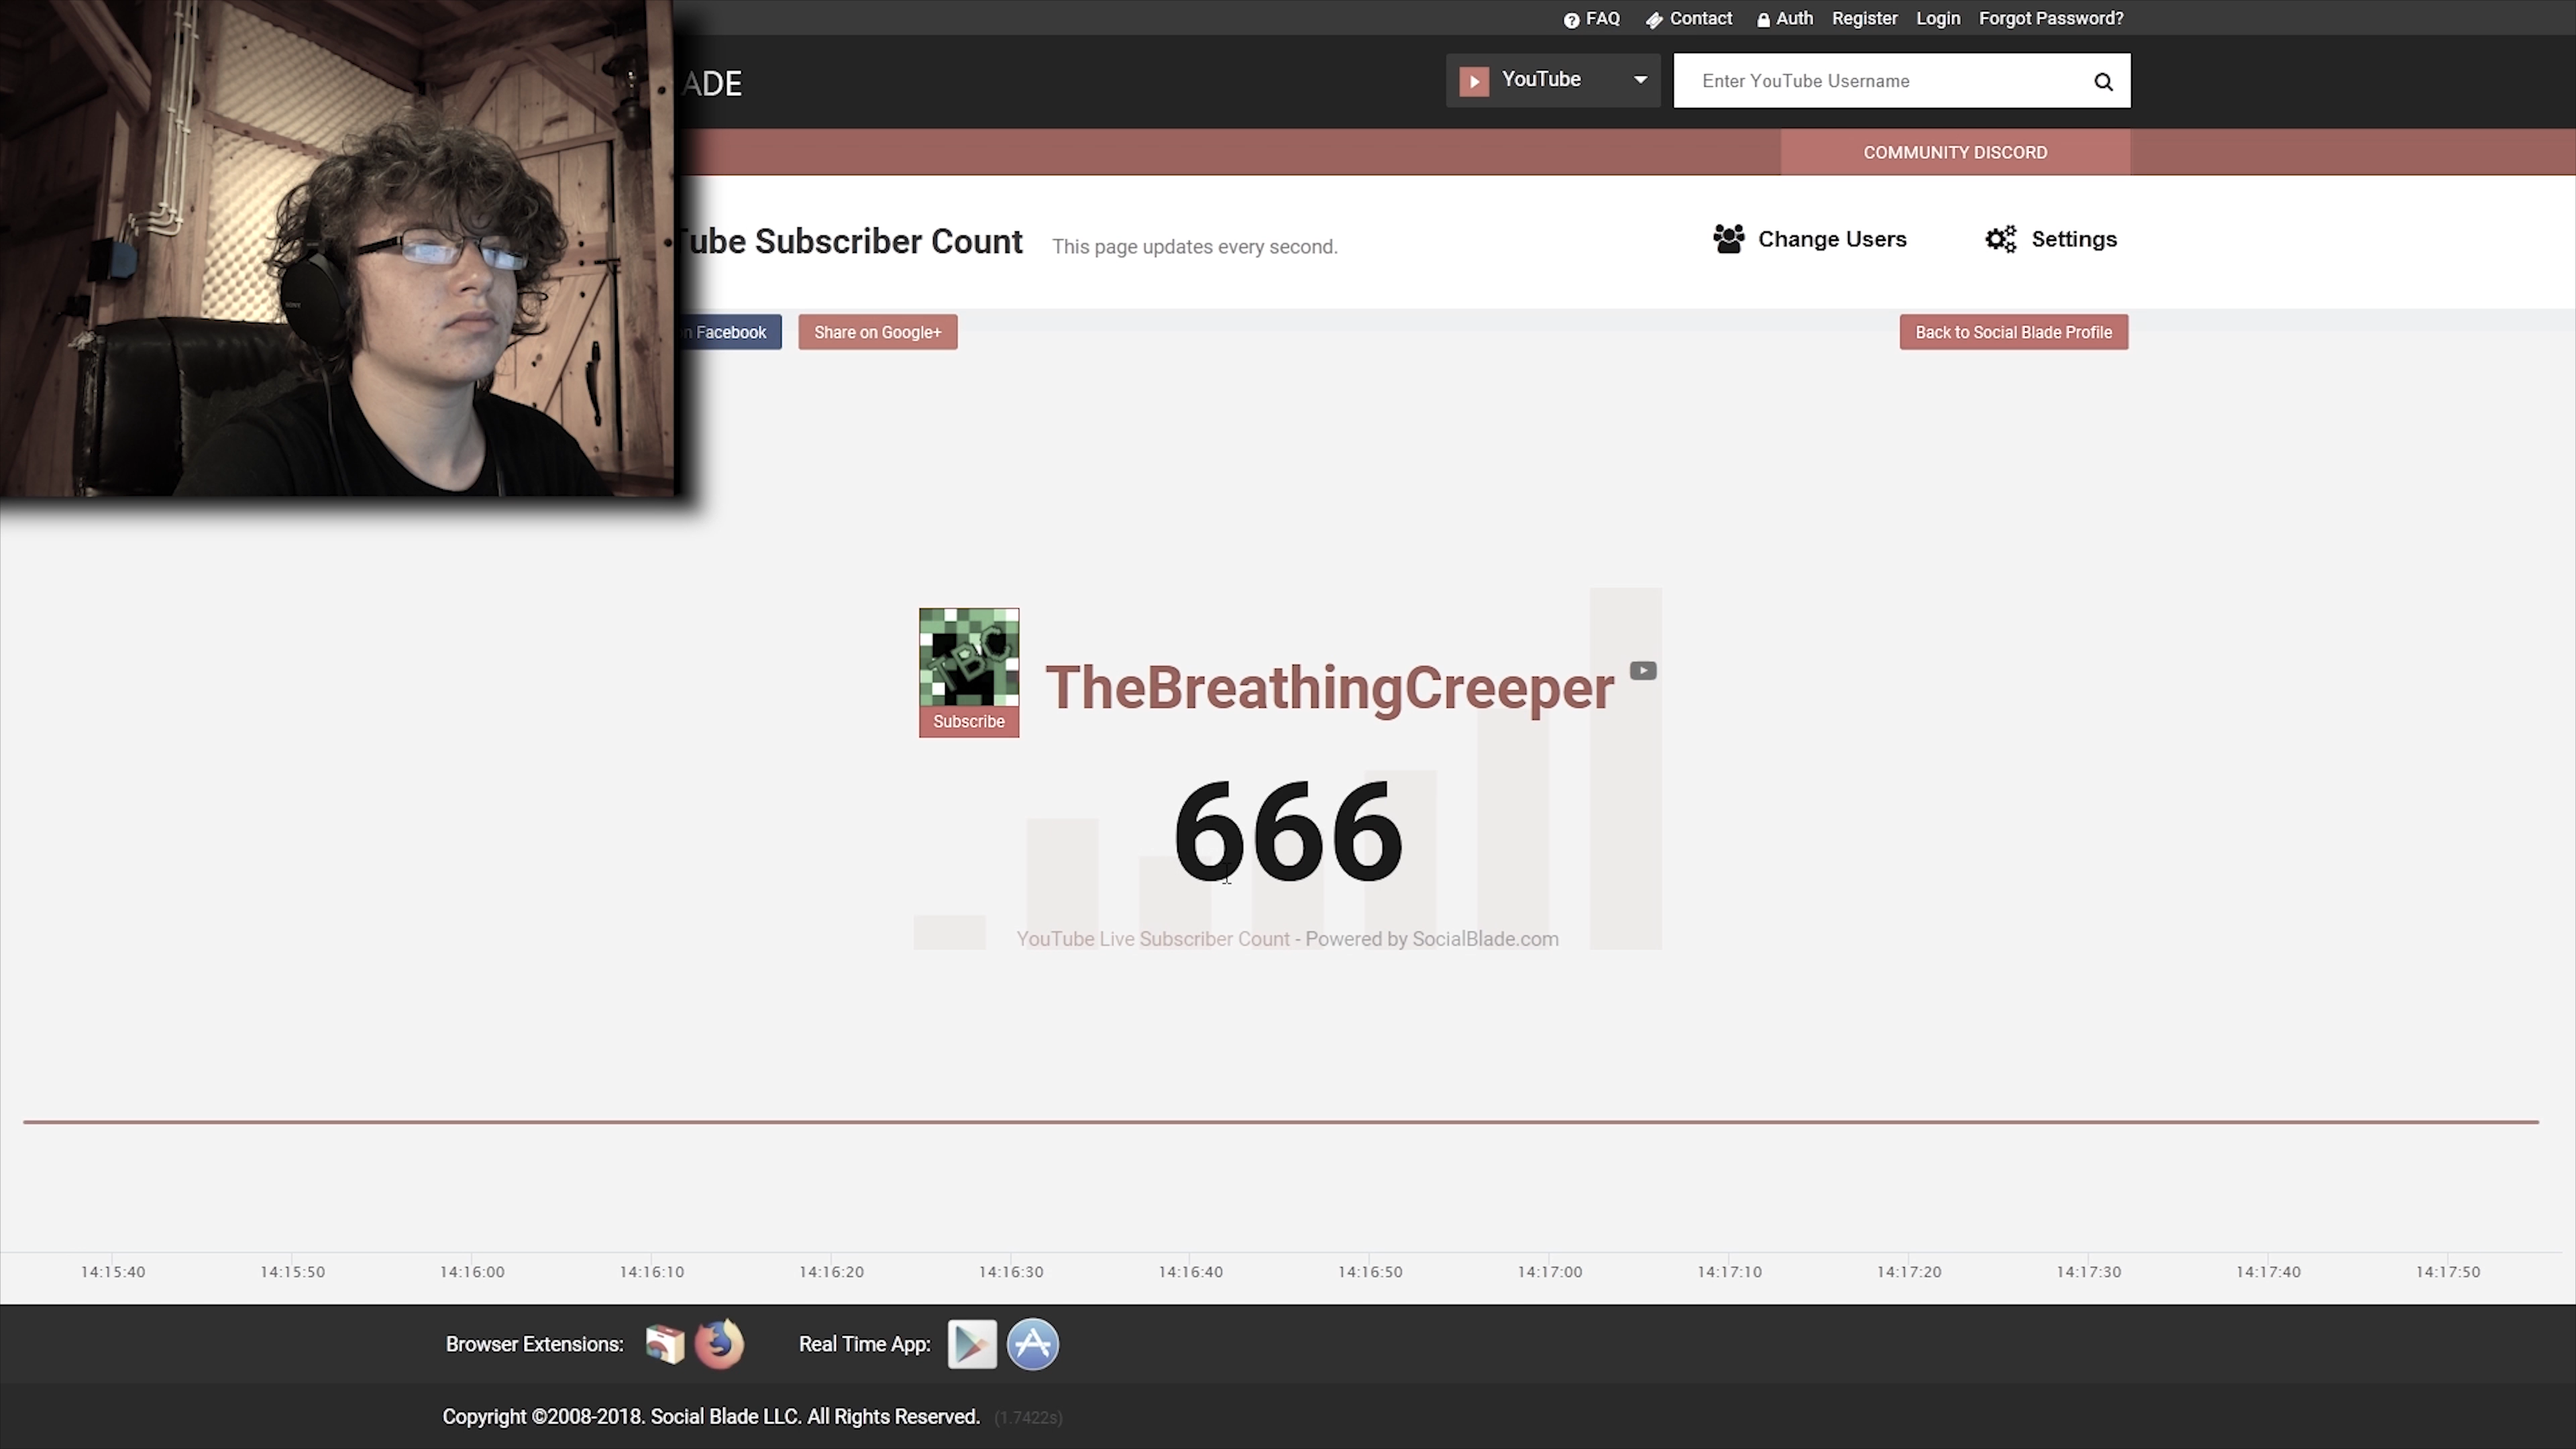 FAQ Contact Auth Register Login Forgot Password?
ADE
YouTube
Enter YouTube Username
COMMUNITY DISCORD
Tube Subscriber Count This page updates every second.
Change Users Settings
on Facebook
Share on Google+
Back to Social Blade Profile
SONY
TBC
Subscribe
TheBreathingCreeper
666
YouTube Live Subscriber Count - Powered by SocialBlade.com
14:15:40 14:15:50 14:16:00 14:16:10 14:16:20 14:16:30 14:16:40 14:16:50 14:17:00 14:17:10 14:17:20 14:17:30 14:17:40 14:17:50
Browser Extensions: Real Time App:
Copyright ©2008-2018. Social Blade LLC. All Rights Reserved. (1.7422s)